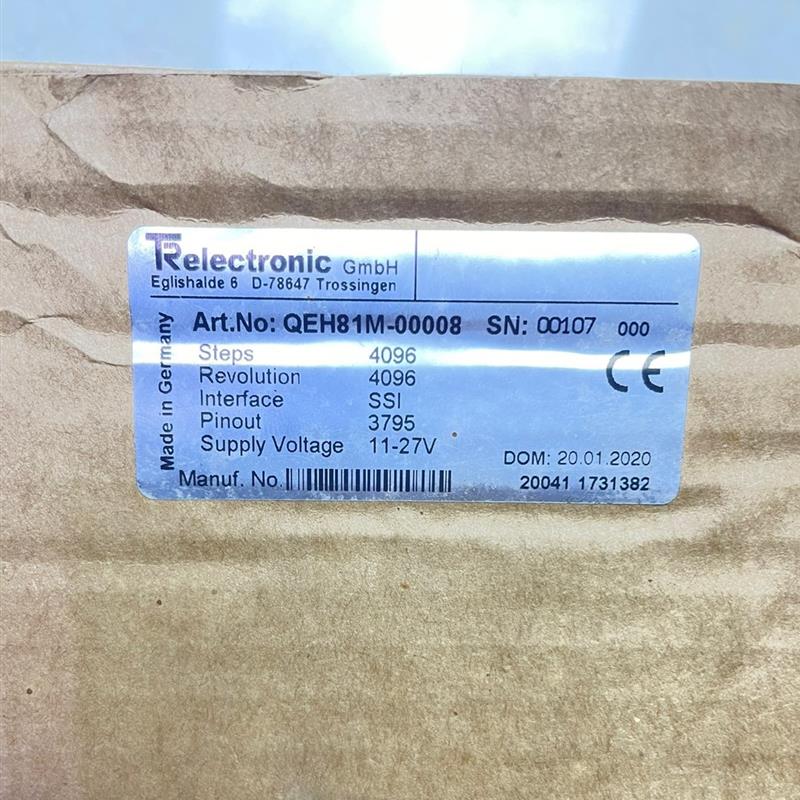 TRelectronic GmbH
Eglishalde 6 D-78647 Trossingen
Made in Germany
Art.No: QEH81M-00008 SN: 00107 000
Steps 4096
Revolution 4096
Interface SSI
Pinout 3795
Supply Voltage 11-27V
CE
DOM: 20.01.2020
Manuf. No. 20041 1731382